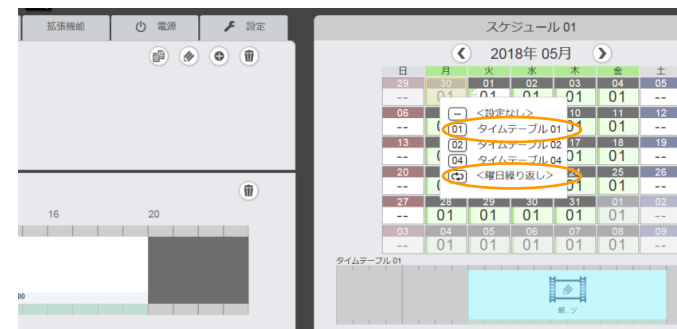 拡張機能 電源 設定
スケジュール 01
2018年 05月
日 月 火 水 木 金 土
29 30 01 02 03 04 05
-- 01 01 01 01 01 --
06 10 11 12
-- 01 01 --
-- <設定なし>
01 タイムテーブル 01
02 タイムテーブル 02
04 タイムテーブル 04
<曜日繰り返し>
13 17 18 19
-- 01 01 --
20 24 25 26
-- 01 01 --
27 28 29 30 31 01 02
-- 01 01 01 01 01 --
03 04 05 06 07 08 09
-- 01 01 01 01 01 --
16 20
00
タイムテーブル 01